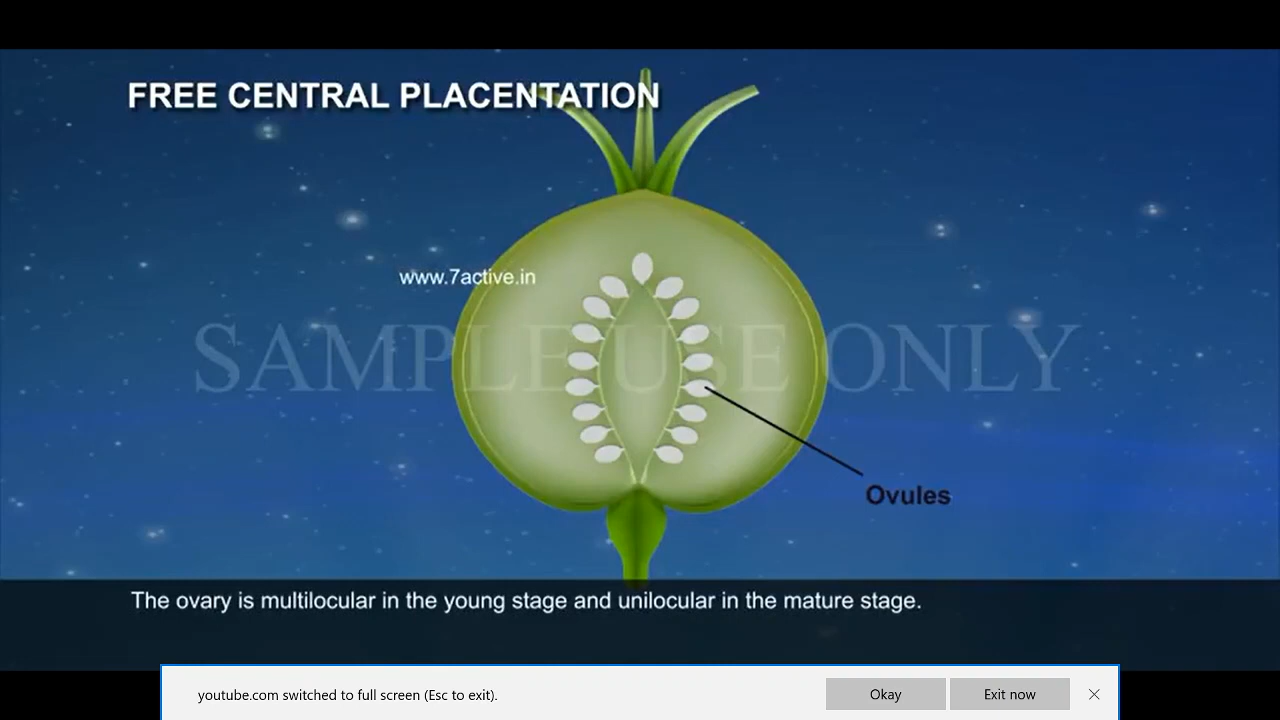 FREE CENTRAL PLACENTATION
www.7active.in
SAMPLE USE ONLY
Ovules
The ovary is multilocular in the young stage and unilocular in the mature stage.
youtube.com switched to full screen (Esc to exit).
Okay
Exit now